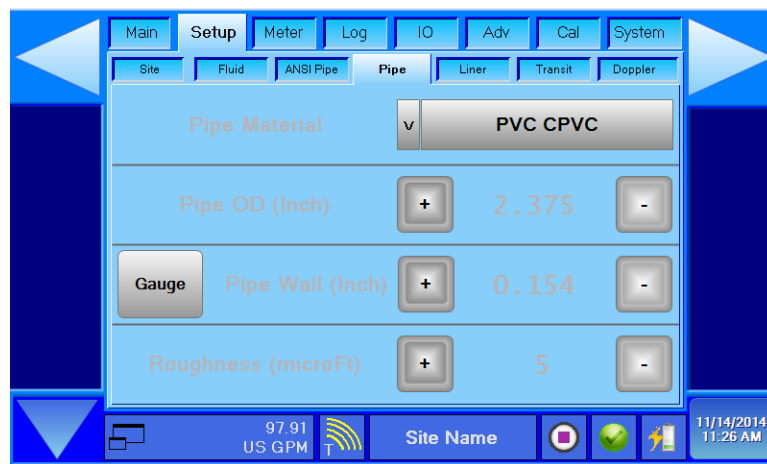 Main Setup Meter Log IO Adv Cal System
Site Fluid ANSI Pipe Pipe Liner Transit Doppler
Pipe Material v PVC CPVC
Pipe OD (Inch) + 2.375 -
Gauge Pipe Wall (Inch) + 0.154 -
Roughness (microFt) + 5 -
97.91
US GPM T Site Name
11/14/2014
11:26 AM